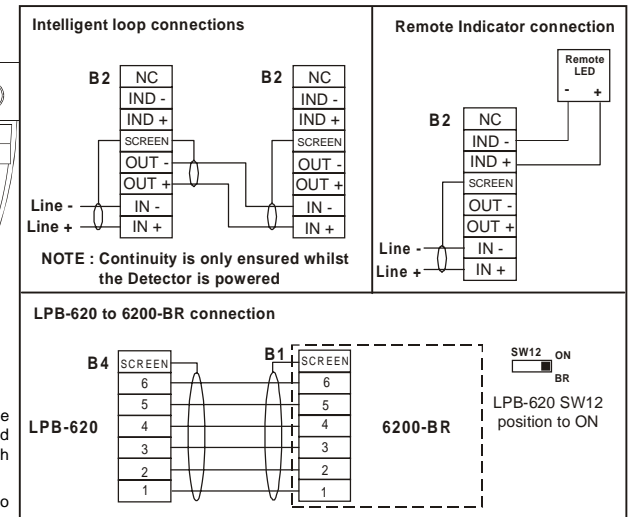 Intelligent loop connections
B2
NC
IND -
IND +
SCREEN
OUT -
OUT +
IN -
IN +
B2
NC
IND -
IND +
SCREEN
OUT -
OUT +
IN -
IN +
Line -
Line +
NOTE : Continuity is only ensured whilst
the Detector is powered
Remote Indicator connection
Remote
LED
- +
B2
NC
IND -
IND +
SCREEN
OUT -
OUT +
IN -
IN +
Line -
Line +
LPB-620 to 6200-BR connection
B4
SCREEN
6
5
4
3
2
1
LPB-620
B1
SCREEN
6
5
4
3
2
1
6200-BR
SW12 ON
BR
LPB-620 SW12
position to ON
e
d
h
o